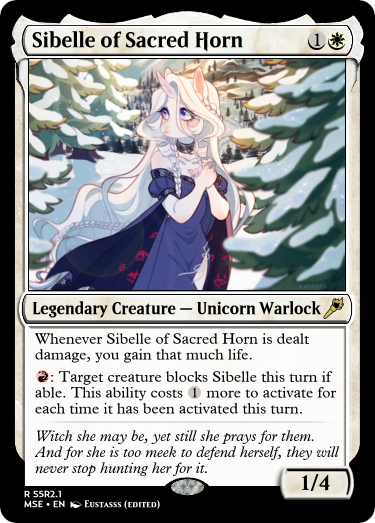 Sibelle of Sacred Horn 1
Legendary Creature — Unicorn Warlock
Whenever Sibelle of Sacred Horn is dealt
damage, you gain that much life.
: Target creature blocks Sibelle this turn if
able. This ability costs 1 more to activate for
each time it has been activated this turn.
Witch she may be, yet still she prays for them.
And for she is too meek to defend herself, they will
never stop hunting her for it.
1/4
R S5R2.1
MSE • EN Eustasss (edited)